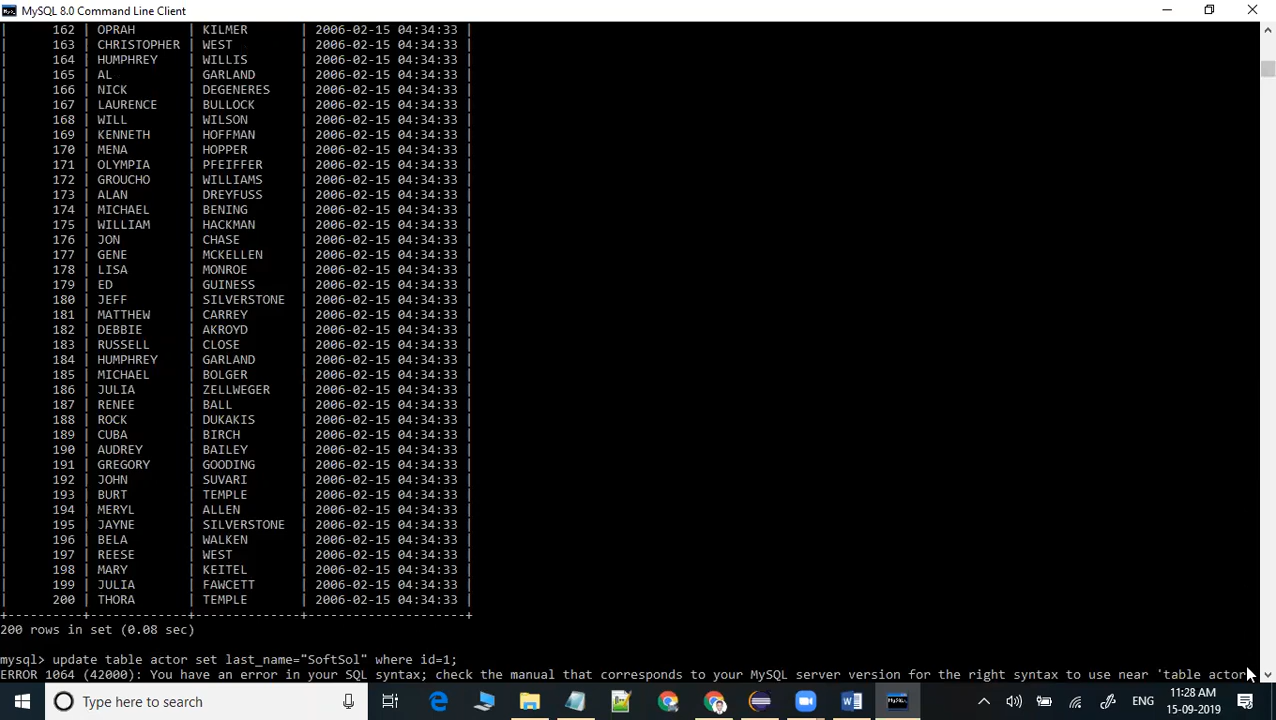 MySQL 8.0 Command Line Client
| 162 | OPRAH | KILMER | 2006-02-15 04:34:33 |
| 163 | CHRISTOPHER | WEST | 2006-02-15 04:34:33 |
| 164 | HUMPHREY | WILLIS | 2006-02-15 04:34:33 |
| 165 | AL | GARLAND | 2006-02-15 04:34:33 |
| 166 | NICK | DEGENERES | 2006-02-15 04:34:33 |
| 167 | LAURENCE | BULLOCK | 2006-02-15 04:34:33 |
| 168 | WILL | WILSON | 2006-02-15 04:34:33 |
| 169 | KENNETH | HOFFMAN | 2006-02-15 04:34:33 |
| 170 | MENA | HOPPER | 2006-02-15 04:34:33 |
| 171 | OLYMPIA | PFEIFFER | 2006-02-15 04:34:33 |
| 172 | GROUCHO | WILLIAMS | 2006-02-15 04:34:33 |
| 173 | ALAN | DREYFUSS | 2006-02-15 04:34:33 |
| 174 | MICHAEL | BENING | 2006-02-15 04:34:33 |
| 175 | WILLIAM | HACKMAN | 2006-02-15 04:34:33 |
| 176 | JON | CHASE | 2006-02-15 04:34:33 |
| 177 | GENE | MCKELLEN | 2006-02-15 04:34:33 |
| 178 | LISA | MONROE | 2006-02-15 04:34:33 |
| 179 | ED | GUINESS | 2006-02-15 04:34:33 |
| 180 | JEFF | SILVERSTONE | 2006-02-15 04:34:33 |
| 181 | MATTHEW | CARREY | 2006-02-15 04:34:33 |
| 182 | DEBBIE | AKROYD | 2006-02-15 04:34:33 |
| 183 | RUSSELL | CLOSE | 2006-02-15 04:34:33 |
| 184 | HUMPHREY | GARLAND | 2006-02-15 04:34:33 |
| 185 | MICHAEL | BOLGER | 2006-02-15 04:34:33 |
| 186 | JULIA | ZELLWEGER | 2006-02-15 04:34:33 |
| 187 | RENEE | BALL | 2006-02-15 04:34:33 |
| 188 | ROCK | DUKAKIS | 2006-02-15 04:34:33 |
| 189 | CUBA | BIRCH | 2006-02-15 04:34:33 |
| 190 | AUDREY | BAILEY | 2006-02-15 04:34:33 |
| 191 | GREGORY | GOODING | 2006-02-15 04:34:33 |
| 192 | JOHN | SUVARI | 2006-02-15 04:34:33 |
| 193 | BURT | TEMPLE | 2006-02-15 04:34:33 |
| 194 | MERYL | ALLEN | 2006-02-15 04:34:33 |
| 195 | JAYNE | SILVERSTONE | 2006-02-15 04:34:33 |
| 196 | BELA | WALKEN | 2006-02-15 04:34:33 |
| 197 | REESE | WEST | 2006-02-15 04:34:33 |
| 198 | MARY | KEITEL | 2006-02-15 04:34:33 |
| 199 | JULIA | FAWCETT | 2006-02-15 04:34:33 |
| 200 | THORA | TEMPLE | 2006-02-15 04:34:33 |
+----------+-------------+--------------+---------------------+
200 rows in set (0.08 sec)
mysql> update table actor set last_name="SoftSol" where id=1;
ERROR 1064 (42000): You have an error in your SQL syntax; check the manual that corresponds to your MySQL server version for the right syntax to use near 'table actor
Type here to search
ENG
11:28 AM
15-09-2019